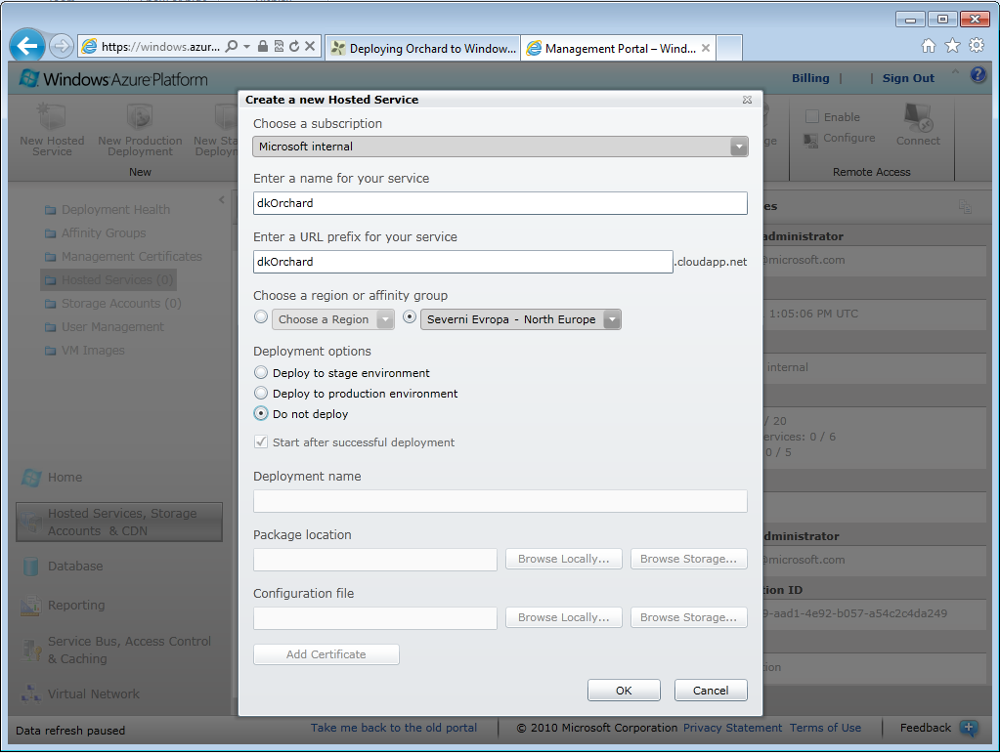 https://windows.azur...
Deploying Orchard to Window...
Management Portal – Wind...
Windows Azure Platform
Billing
Sign Out
New Hosted Service
New Production Deployment
New Sta
Deployn
New
Enable
Configure
Connect
Remote Access
Deployment Health
Affinity Groups
Management Certificates
Hosted Services (0)
Storage Accounts (0)
User Management
VM Images
Home
Hosted Services, Storage
Accounts & CDN
Database
Reporting
Service Bus, Access Control
& Caching
Virtual Network
Create a new Hosted Service
Choose a subscription
Microsoft internal
Enter a name for your service
dkOrchard
Enter a URL prefix for your service
dkOrchard
.cloudapp.net
Choose a region or affinity group
Choose a Region
Severni Evropa - North Europe
Deployment options
Deploy to stage environment
Deploy to production environment
Do not deploy
Start after successful deployment
Deployment name
Package location
Browse Locally...
Browse Storage...
Configuration file
Browse Locally...
Browse Storage...
Add Certificate
OK
Cancel
ge
es
administrator
@microsoft.com
1:05:06 PM UTC
internal
/ 20
ervices: 0 / 6
0 / 5
dministrator
@microsoft.com
tion ID
9-aad1-4e92-b057-a54c2c4da249
ion
Data refresh paused
Take me back to the old portal
© 2010 Microsoft Corporation
Privacy Statement
Terms of Use
Feedback